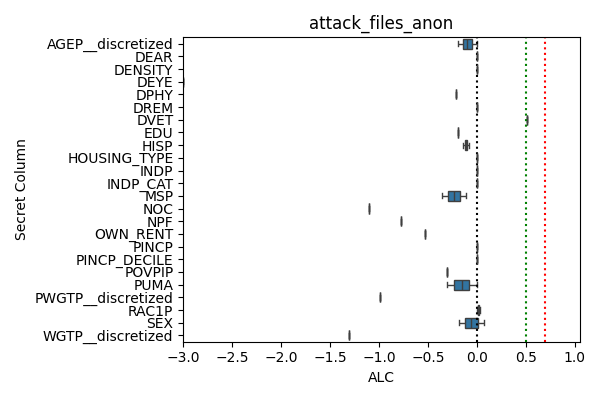 attack_files_anon
Secret Column
AGEP__discretized
DEAR
DENSITY
DEYE
DPHY
DREM
DVET
EDU
HISP
HOUSING_TYPE
INDP
INDP_CAT
MSP
NOC
NPF
OWN_RENT
PINCP
PINCP_DECILE
POVPIP
PUMA
PWGTP__discretized
RAC1P
SEX
WGTP__discretized
−3.0 −2.5 −2.0 −1.5 −1.0 −0.5 0.0 0.5 1.0
ALC